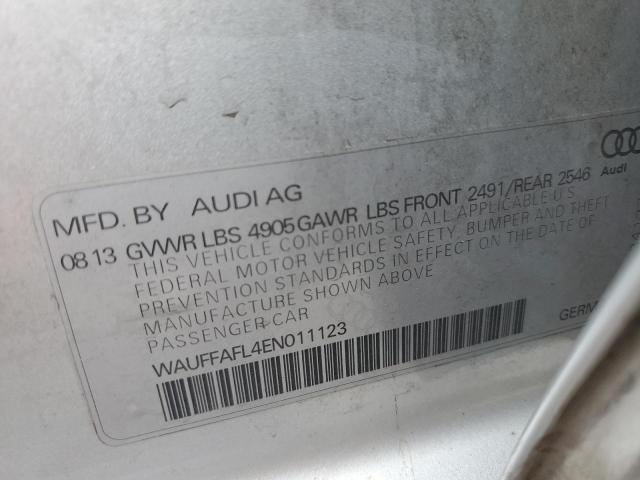 MFD. BY AUDI AG
Audi
08 13 GVWR LBS 4905 GAWR LBS FRONT 2491/REAR 2546
THIS VEHICLE CONFORMS TO ALL APPLICABLE U S
FEDERAL MOTOR VEHICLE SAFETY, BUMPER AND THEFT
PREVENTION STANDARDS IN EFFECT ON THE DATE OF
MANUFACTURE SHOWN ABOVE
PASSENGER CAR
WAUFFAFL4EN011123
GERM